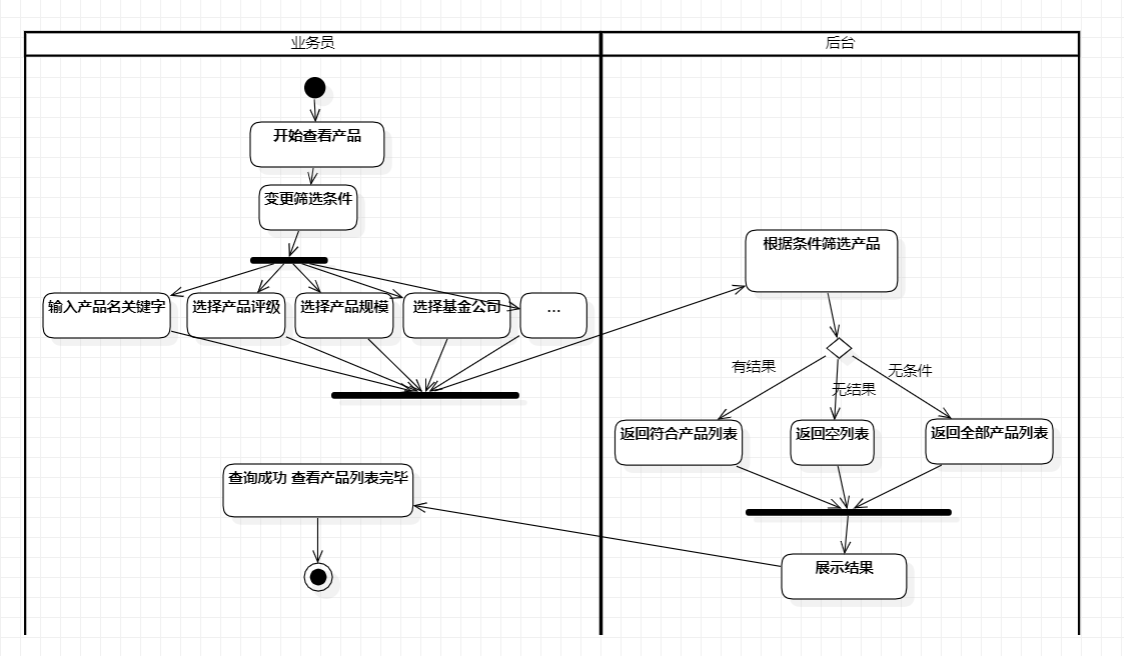 业务员
后台
开始查看产品
变更筛选条件
根据条件筛选产品
输入产品名关键字
选择产品评级
选择产品规模
选择基金公司
...
有结果
无结果
无条件
返回符合产品列表
返回空列表
返回全部产品列表
查询成功 查看产品列表完毕
展示结果